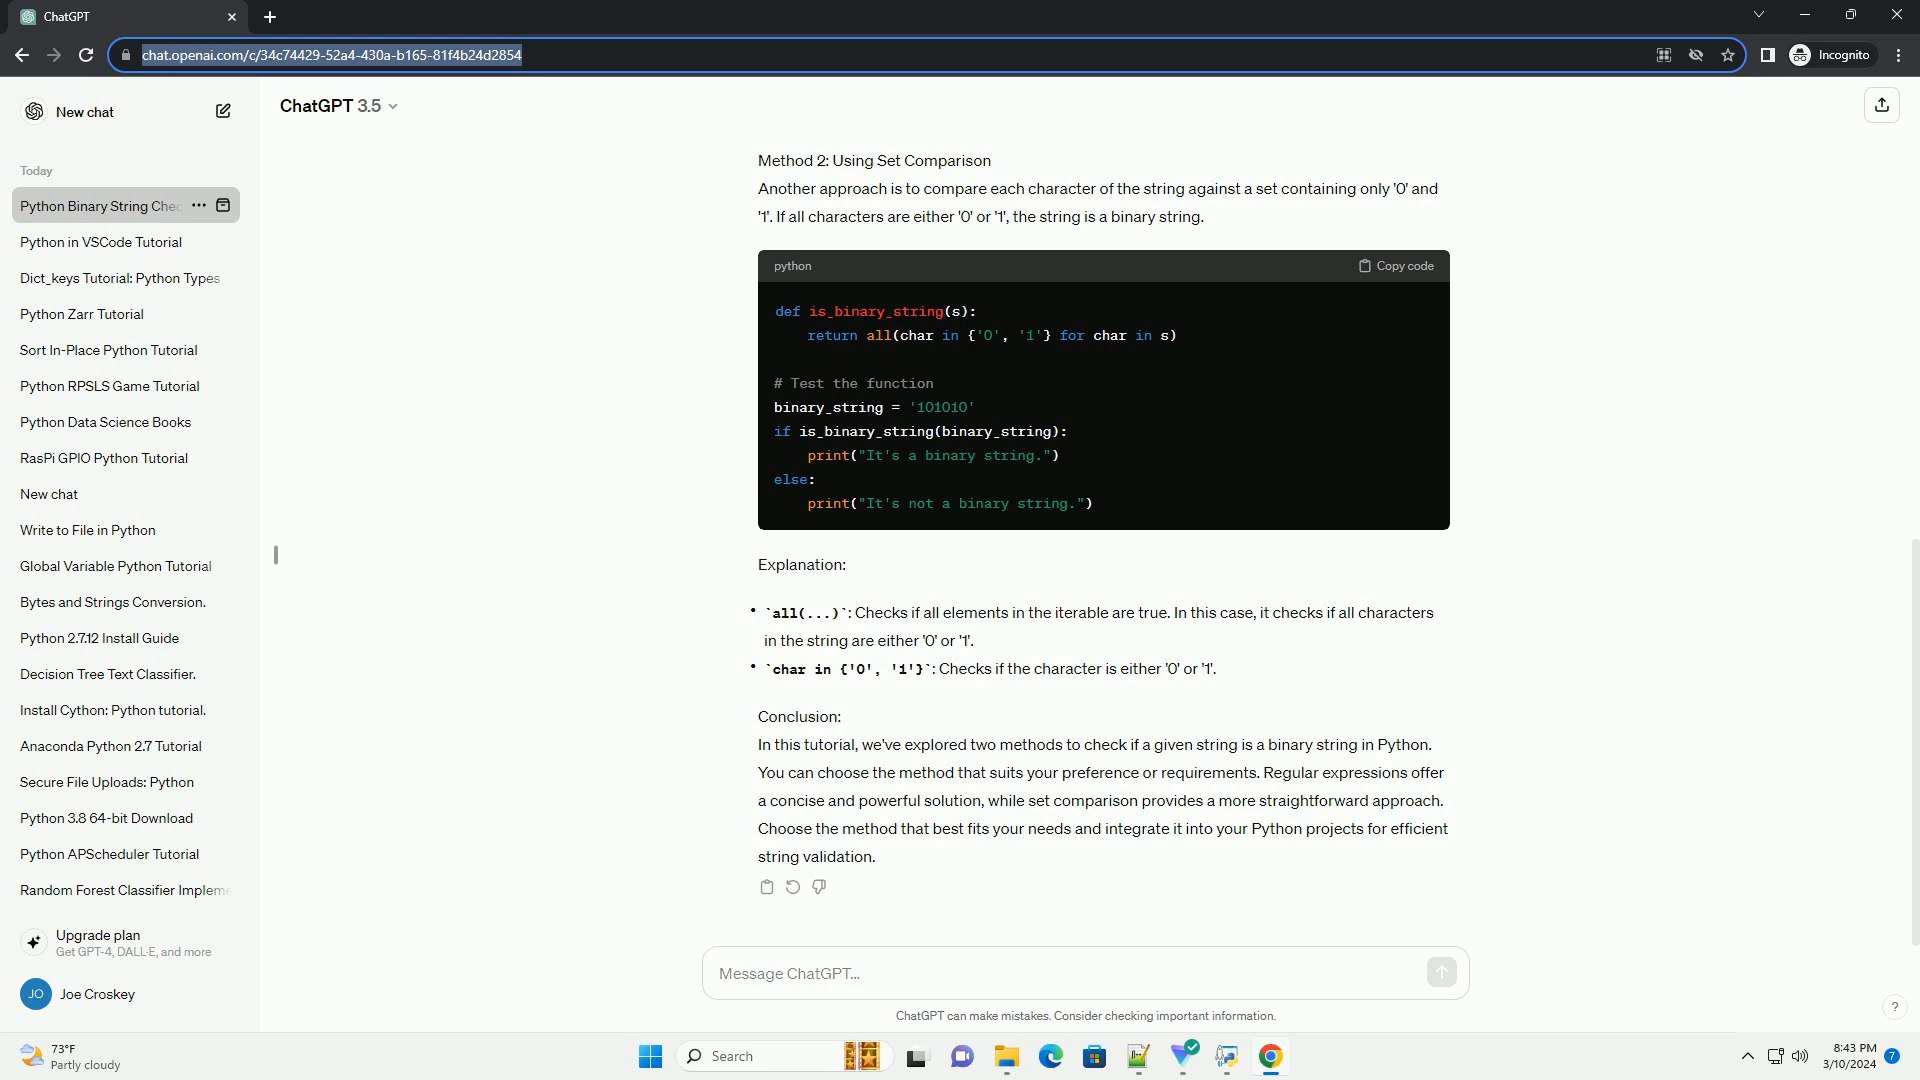 ChatGPT
chat.openai.com/c/34c74429-52a4-430a-b165-81f4b24d2854
Incognito
New chat
Today
Python Binary String Chec
Python in VSCode Tutorial
Dict_keys Tutorial: Python Types
Python Zarr Tutorial
Sort In-Place Python Tutorial
Python RPSLS Game Tutorial
Python Data Science Books
RasPi GPIO Python Tutorial
New chat
Write to File in Python
Global Variable Python Tutorial
Bytes and Strings Conversion.
Python 2.7.12 Install Guide
Decision Tree Text Classifier.
Install Cython: Python tutorial.
Anaconda Python 2.7 Tutorial
Secure File Uploads: Python
Python 3.8 64-bit Download
Python APScheduler Tutorial
Random Forest Classifier Impleme
Upgrade plan
Get GPT-4, DALL·E, and more
JO Joe Croskey
ChatGPT 3.5
Method 2: Using Set Comparison
Another approach is to compare each character of the string against a set containing only '0' and
'1'. If all characters are either '0' or '1', the string is a binary string.
python
Copy code
def is_binary_string(s):
    return all(char in {'0', '1'} for char in s)
# Test the function
binary_string = '101010'
if is_binary_string(binary_string):
    print("It's a binary string.")
else:
    print("It's not a binary string.")
Explanation:
• `all(...)`: Checks if all elements in the iterable are true. In this case, it checks if all characters
in the string are either '0' or '1'.
• `char in {'0', '1'}`: Checks if the character is either '0' or '1'.
Conclusion:
In this tutorial, we've explored two methods to check if a given string is a binary string in Python.
You can choose the method that suits your preference or requirements. Regular expressions offer
a concise and powerful solution, while set comparison provides a more straightforward approach.
Choose the method that best fits your needs and integrate it into your Python projects for efficient
string validation.
Message ChatGPT...
ChatGPT can make mistakes. Consider checking important information.
?
73°F
Partly cloudy
Search
8:43 PM
3/10/2024
7